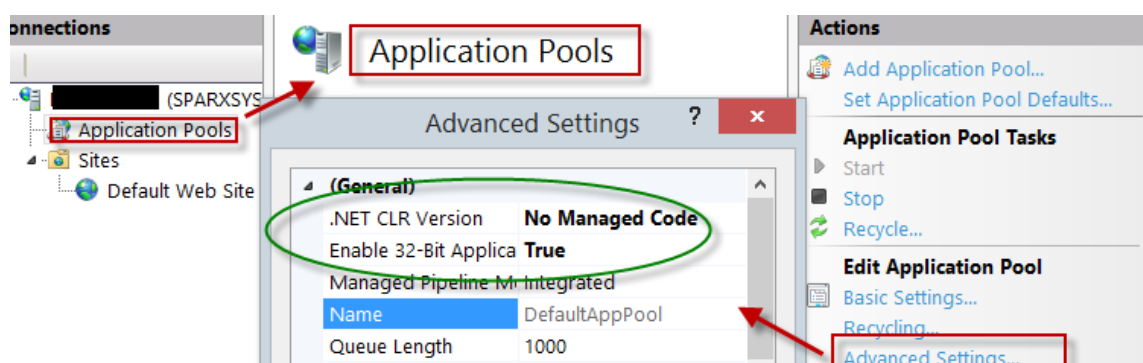 onnections
(SPARXSYS
Application Pools
Sites
Default Web Site
Application Pools
Advanced Settings
?
x
(General)
.NET CLR Version No Managed Code
Enable 32-Bit Applica True
Managed Pipeline Mo Integrated
Name DefaultAppPool
Queue Length 1000
Actions
Add Application Pool...
Set Application Pool Defaults...
Application Pool Tasks
Start
Stop
Recycle...
Edit Application Pool
Basic Settings...
Recycling...
Advanced Settings...